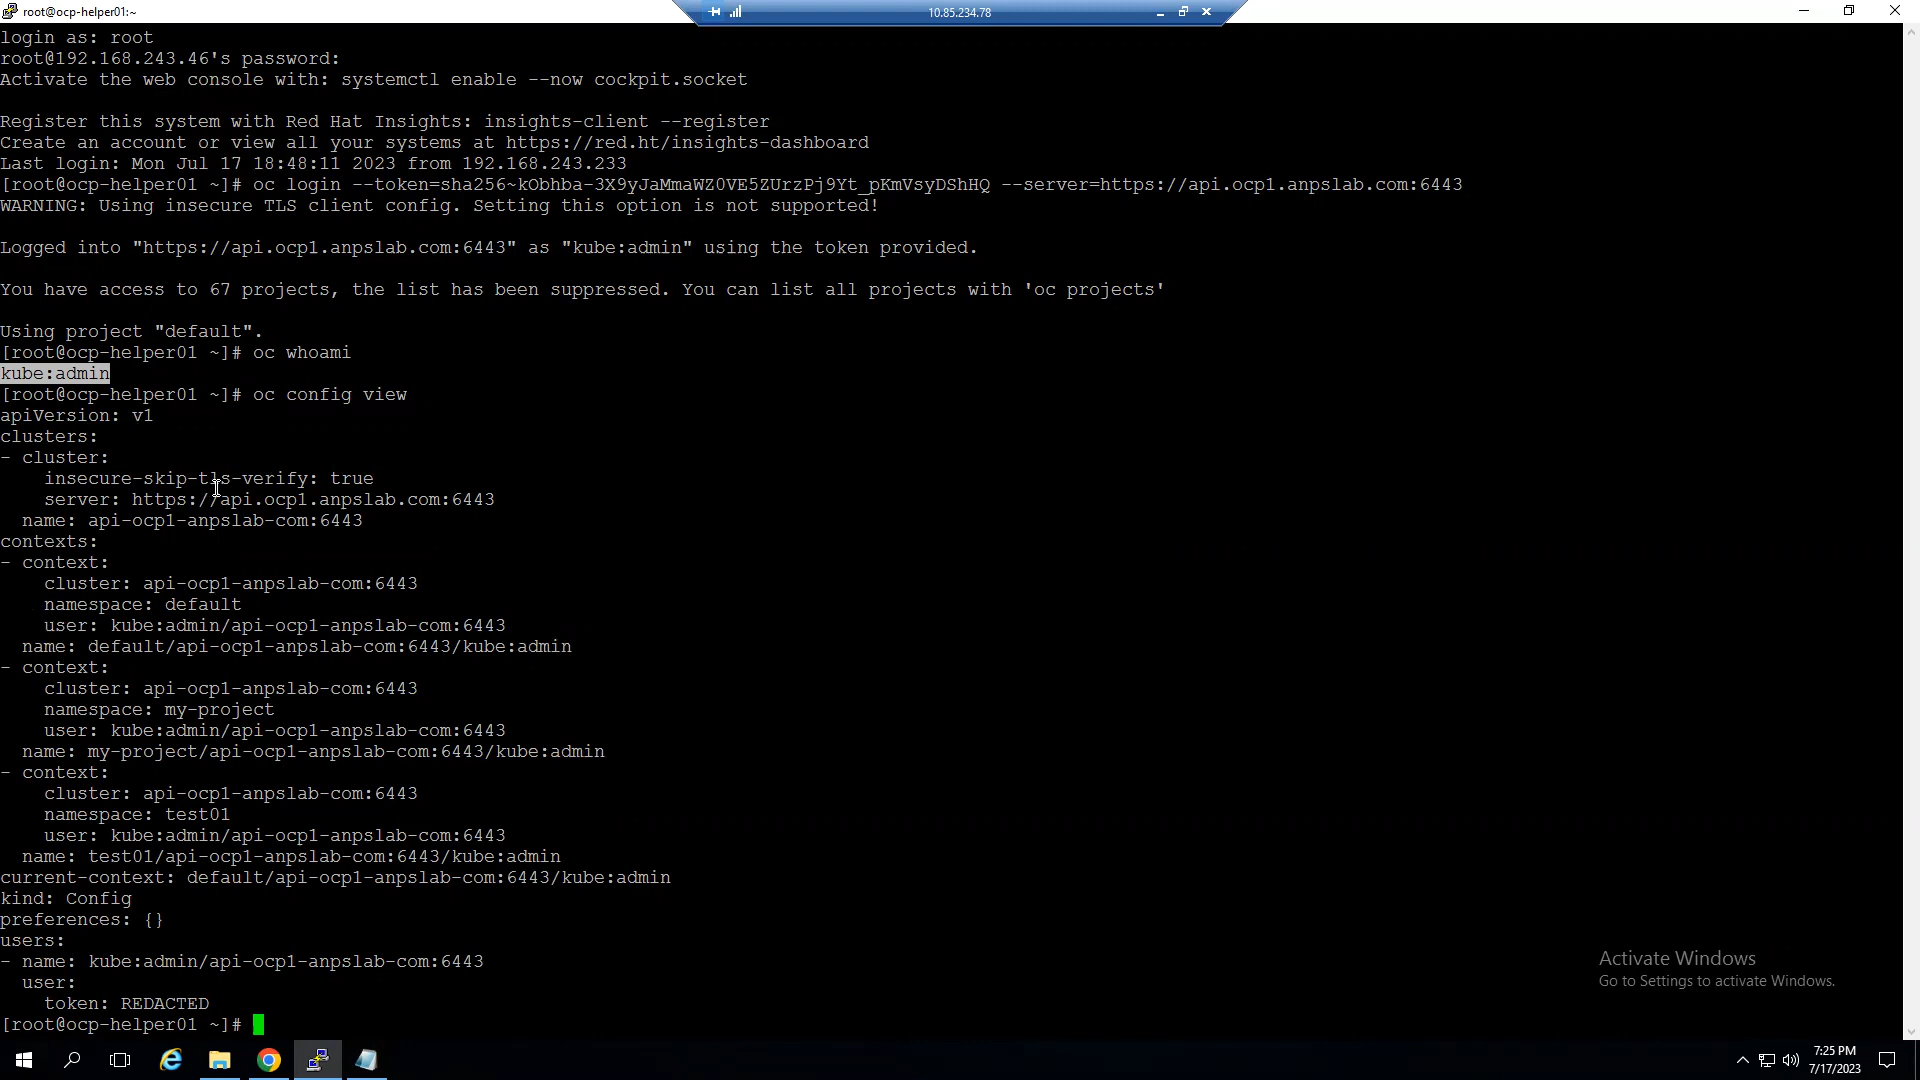 root@ocp-helper01:~
10.85.234.78
login as: root
root@192.168.243.46's password:
Activate the web console with: systemctl enable --now cockpit.socket
Register this system with Red Hat Insights: insights-client --register
Create an account or view all your systems at https://red.ht/insights-dashboard
Last login: Mon Jul 17 18:48:11 2023 from 192.168.243.233
[root@ocp-helper01 ~]# oc login --token=sha256~kObhba-3X9yJaMmaWZ0VE5ZUrzPj9Yt_pKmVsyDShHQ --server=https://api.ocp1.anpslab.com:6443
WARNING: Using insecure TLS client config. Setting this option is not supported!
Logged into "https://api.ocp1.anpslab.com:6443" as "kube:admin" using the token provided.
You have access to 67 projects, the list has been suppressed. You can list all projects with 'oc projects'
Using project "default".
[root@ocp-helper01 ~]# oc whoami
kube:admin
[root@ocp-helper01 ~]# oc config view
apiVersion: v1
clusters:
- cluster:
    insecure-skip-tls-verify: true
    server: https://api.ocp1.anpslab.com:6443
  name: api-ocp1-anpslab-com:6443
contexts:
- context:
    cluster: api-ocp1-anpslab-com:6443
    namespace: default
    user: kube:admin/api-ocp1-anpslab-com:6443
  name: default/api-ocp1-anpslab-com:6443/kube:admin
- context:
    cluster: api-ocp1-anpslab-com:6443
    namespace: my-project
    user: kube:admin/api-ocp1-anpslab-com:6443
  name: my-project/api-ocp1-anpslab-com:6443/kube:admin
- context:
    cluster: api-ocp1-anpslab-com:6443
    namespace: test01
    user: kube:admin/api-ocp1-anpslab-com:6443
  name: test01/api-ocp1-anpslab-com:6443/kube:admin
current-context: default/api-ocp1-anpslab-com:6443/kube:admin
kind: Config
preferences: {}
users:
- name: kube:admin/api-ocp1-anpslab-com:6443
  user:
    token: REDACTED
[root@ocp-helper01 ~]#
Activate Windows
Go to Settings to activate Windows.
7:25 PM
7/17/2023